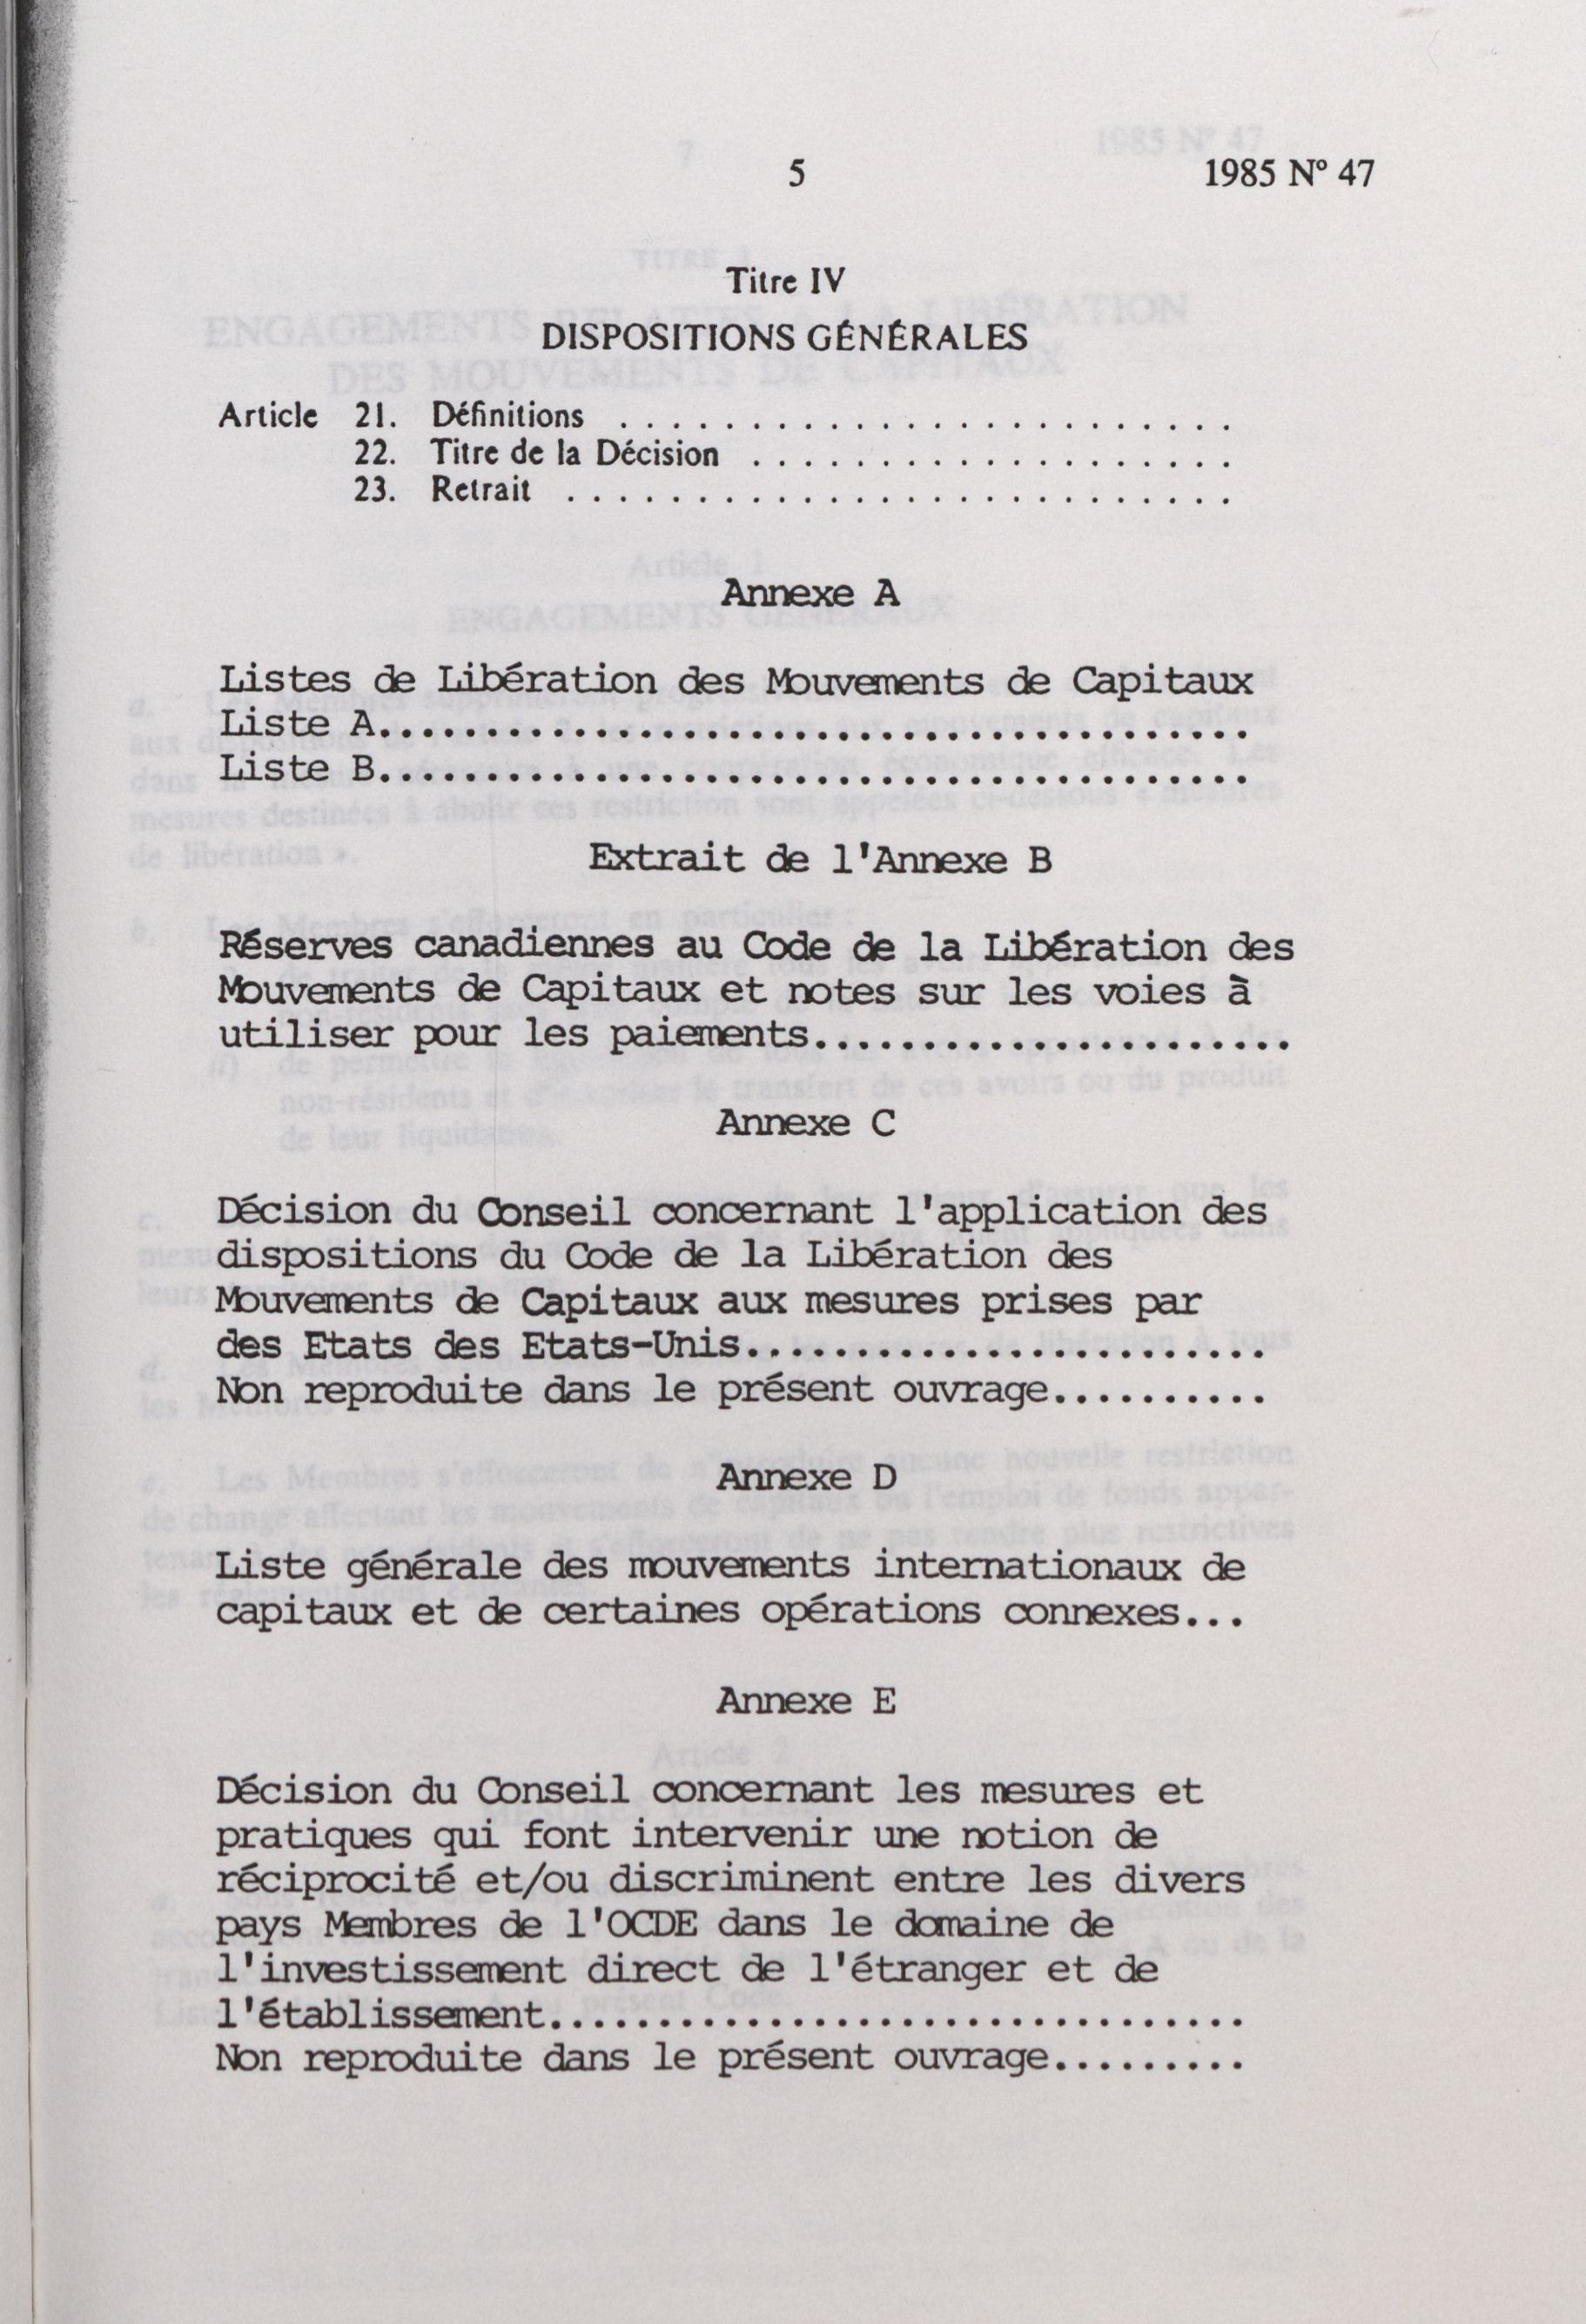 5 1985 Nº 47
Titre IV
DISPOSITIONS GÉNÉRALES
Article 21. Définitions . . . . . . . . . . . . . . . . . . . . . . . .
22. Titre de la Décision . . . . . . . . . . . . . . . . . . .
23. Retrait . . . . . . . . . . . . . . . . . . . . . . . . . .
Annexe A
Listes de Libération des Mouvements de Capitaux
Liste A........................................
Liste B........................................
Extrait de l'Annexe B
Réserves canadiennes au Code de la Libération des
Mouvements de Capitaux et notes sur les voies à
utiliser pour les paiements......................
Annexe C
Décision du Conseil concernant l'application des
dispositions du Code de la Libération des
Mouvements de Capitaux aux mesures prises par
des Etats des Etats-Unis........................
Non reproduite dans le présent ouvrage..........
Annexe D
Liste générale des mouvements internationaux de
capitaux et de certaines opérations connexes...
Annexe E
Décision du Conseil concernant les mesures et
pratiques qui font intervenir une notion de
réciprocité et/ou discriminent entre les divers
pays Membres de l'OCDE dans le domaine de
l'investissement direct de l'étranger et de
l'établissement................................
Non reproduite dans le présent ouvrage.........